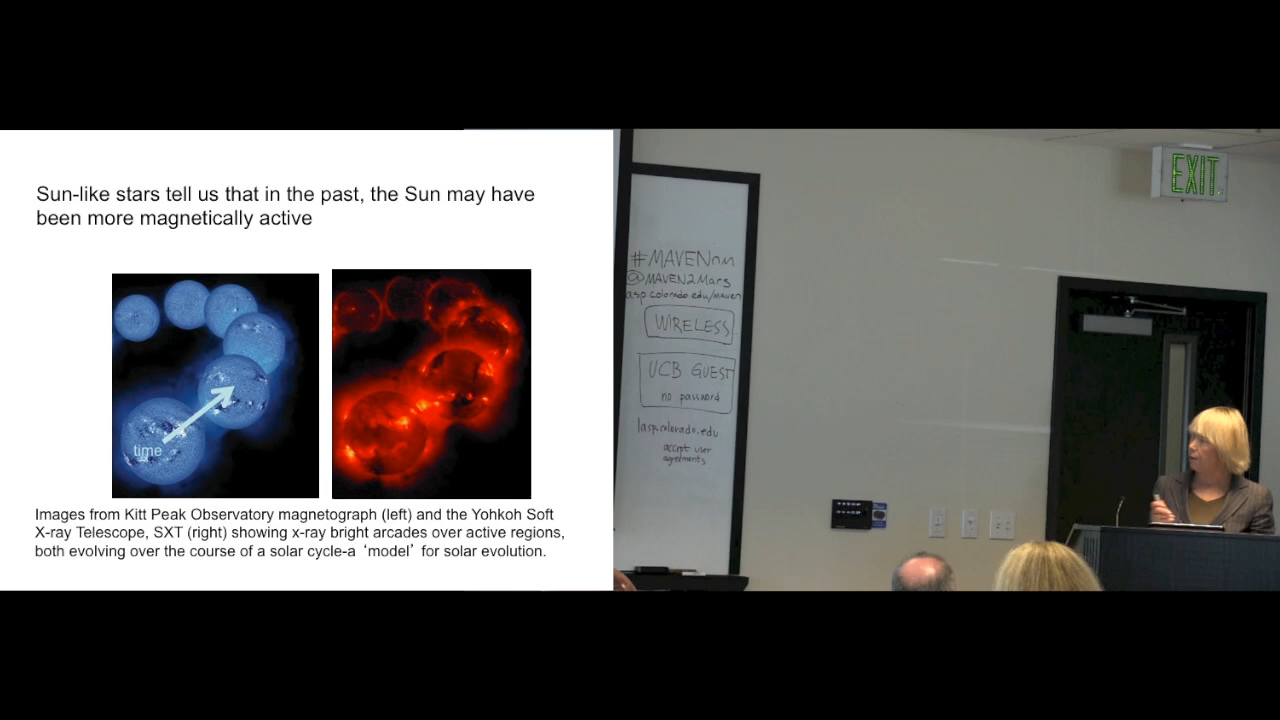 Sun-like stars tell us that in the past, the Sun may have
been more magnetically active
time
Images from Kitt Peak Observatory magnetograph (left) and the Yohkoh Soft
X-ray Telescope, SXT (right) showing x-ray bright arcades over active regions,
both evolving over the course of a solar cycle-a ‘model’ for solar evolution.
#MAVENnm
@MAVEN2Mars
asp.colorado.edu/maven
WIRELESS
UCB GUEST
no password
lasp.colorado.edu
accept user
agreements
EXIT